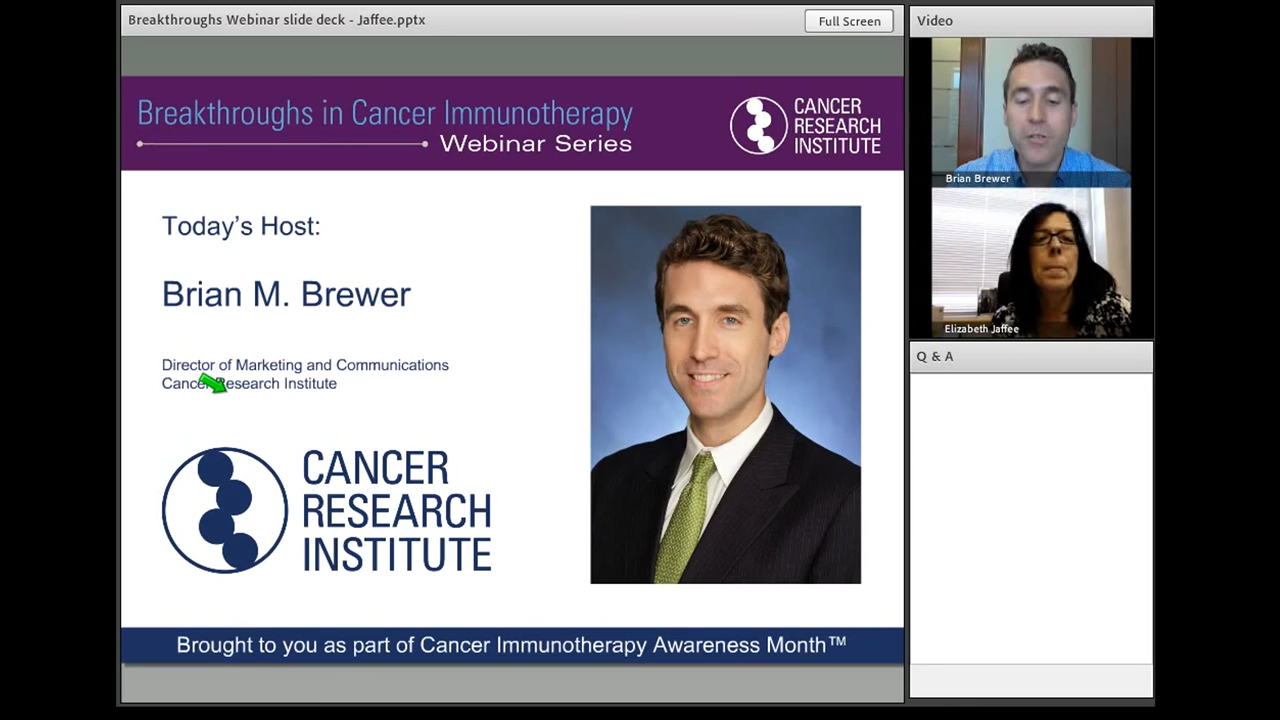 Breakthroughs Webinar slide deck - Jaffee.pptx
Full Screen
Breakthroughs in Cancer Immunotherapy
Webinar Series
CANCER
RESEARCH
INSTITUTE
Today's Host:
Brian M. Brewer
Director of Marketing and Communications
Cancer Research Institute
CANCER
RESEARCH
INSTITUTE
Brought to you as part of Cancer Immunotherapy Awareness Month™
Video
Brian Brewer
Elizabeth Jaffee
Q & A